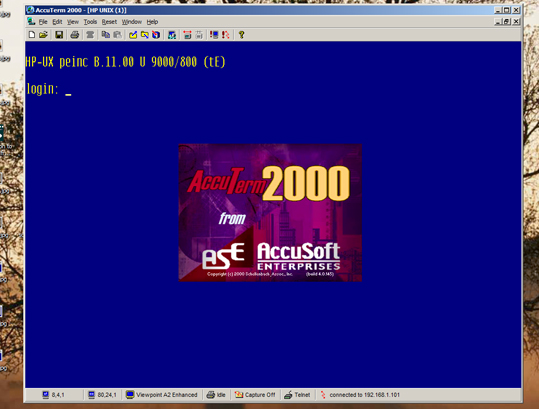 AccuTerm 2000 - [HP UNIX (1)]
File Edit View Tools Reset Window Help
HP-UX peinc B.11.00 U 9000/800 (tE)
login: _
AccuTerm 2000
from
ASE AccuSoft
ENTERPRISES
Copyright (c) 2000 Schellenbach & Assoc., Inc. (build 4.0.145)
8,4,1 80,24,1 Viewpoint A2 Enhanced Idle Capture Off Telnet connected to 192.168.1.101